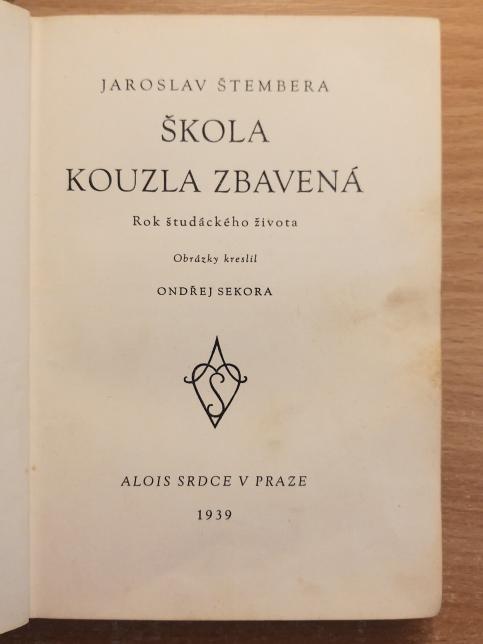 JAROSLAV ŠTEMBERA
ŠKOLA
KOUZLA ZBAVENÁ
Rok študáckého života
Obrázky kreslil
ONDŘEJ SEKORA
S
ALOIS SRDCE V PRAZE
1939